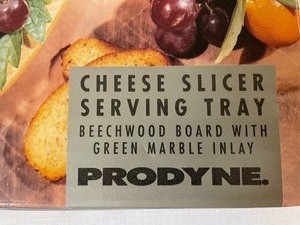 CHEESE SLICER
SERVING TRAY
BEECHWOOD BOARD WITH
GREEN MARBLE INLAY
PRODYNE.